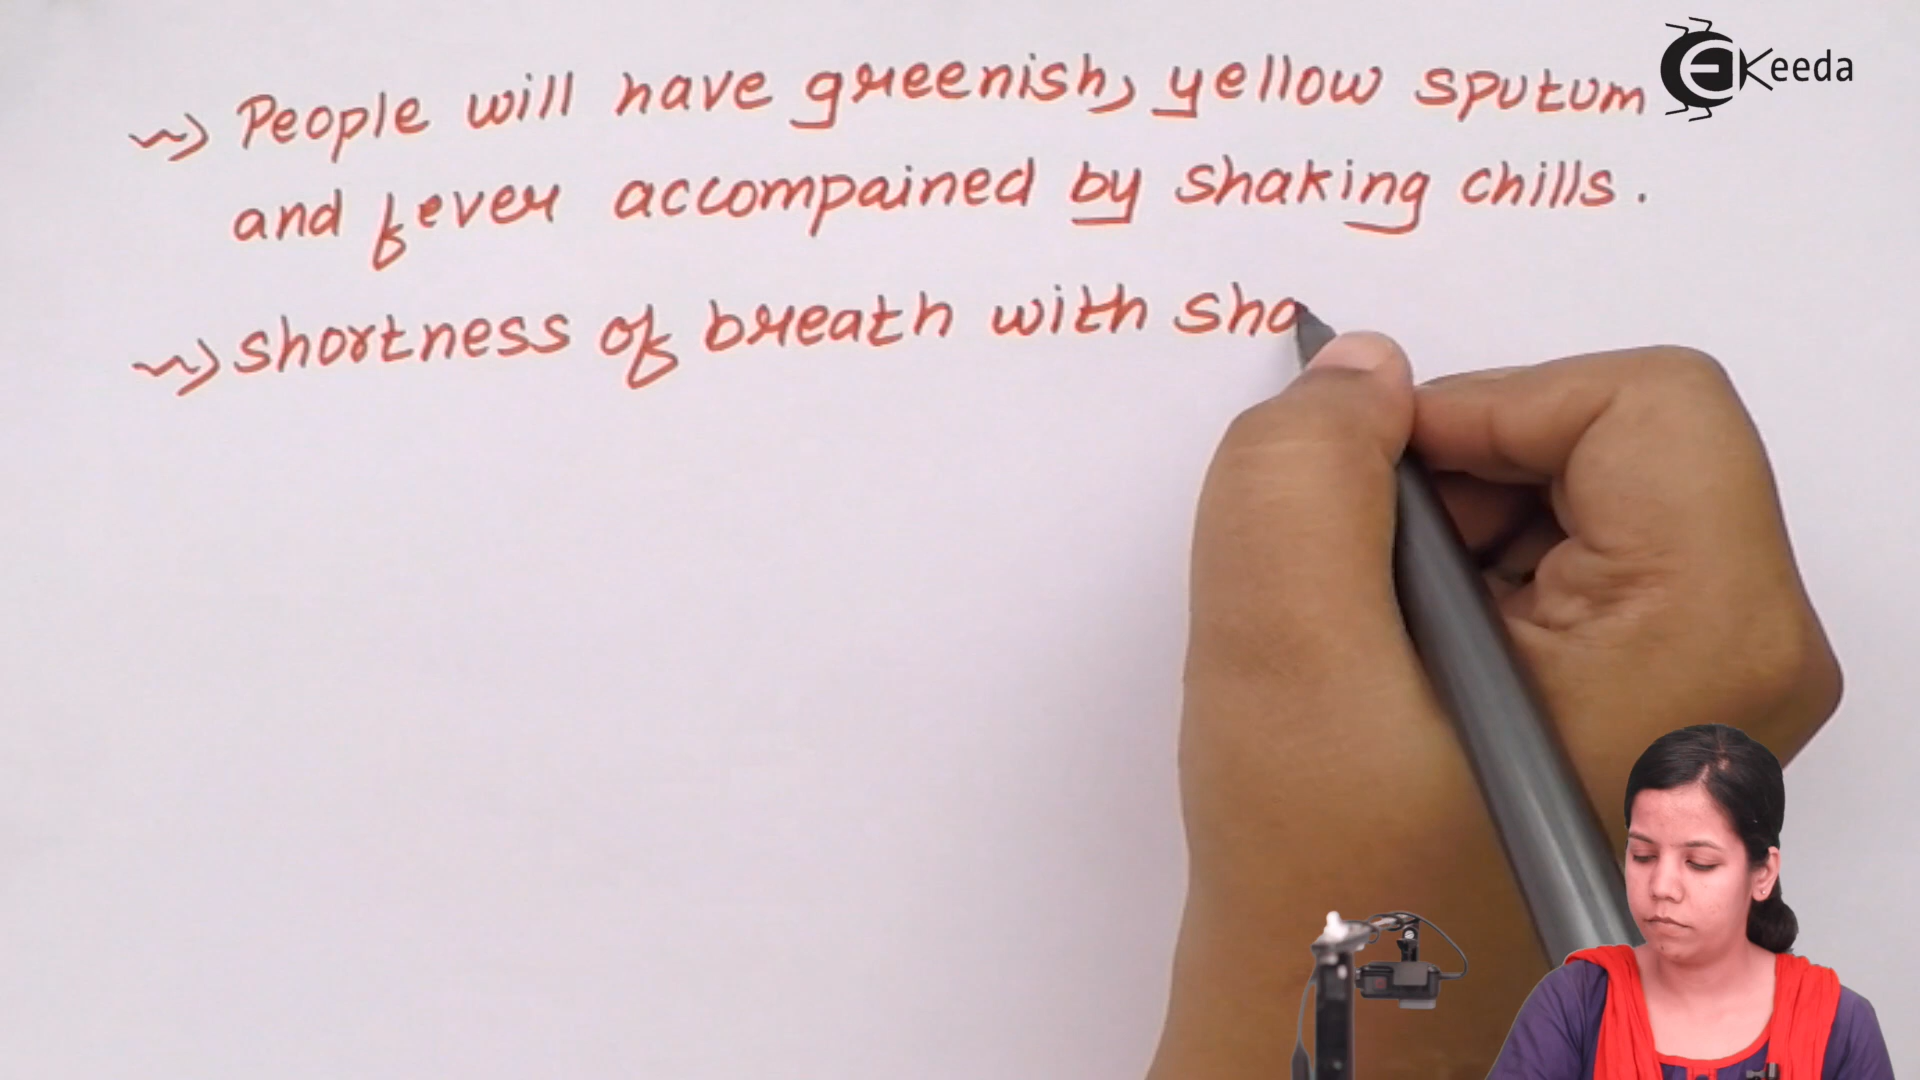 ~> People will have greenish, yellow sputum
and fever accompained by shaking chills.
~> shortness of breath with sha
EKeeda